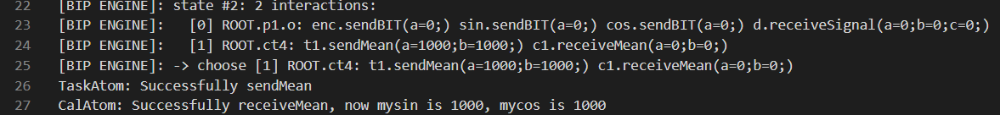 22 [BIP ENGINE]: state #2: 2 interactions:
23 [BIP ENGINE]:   [0] ROOT.p1.o: enc.sendBIT(a=0;) sin.sendBIT(a=0;) cos.sendBIT(a=0;) d.receiveSignal(a=0;b=0;c=0;)
24 [BIP ENGINE]:   [1] ROOT.ct4: t1.sendMean(a=1000;b=1000;) c1.receiveMean(a=0;b=0;)
25 [BIP ENGINE]: -> choose [1] ROOT.ct4: t1.sendMean(a=1000;b=1000;) c1.receiveMean(a=0;b=0;)
26 TaskAtom: Successfully sendMean
27 CalAtom: Successfully receiveMean, now mysin is 1000, mycos is 1000